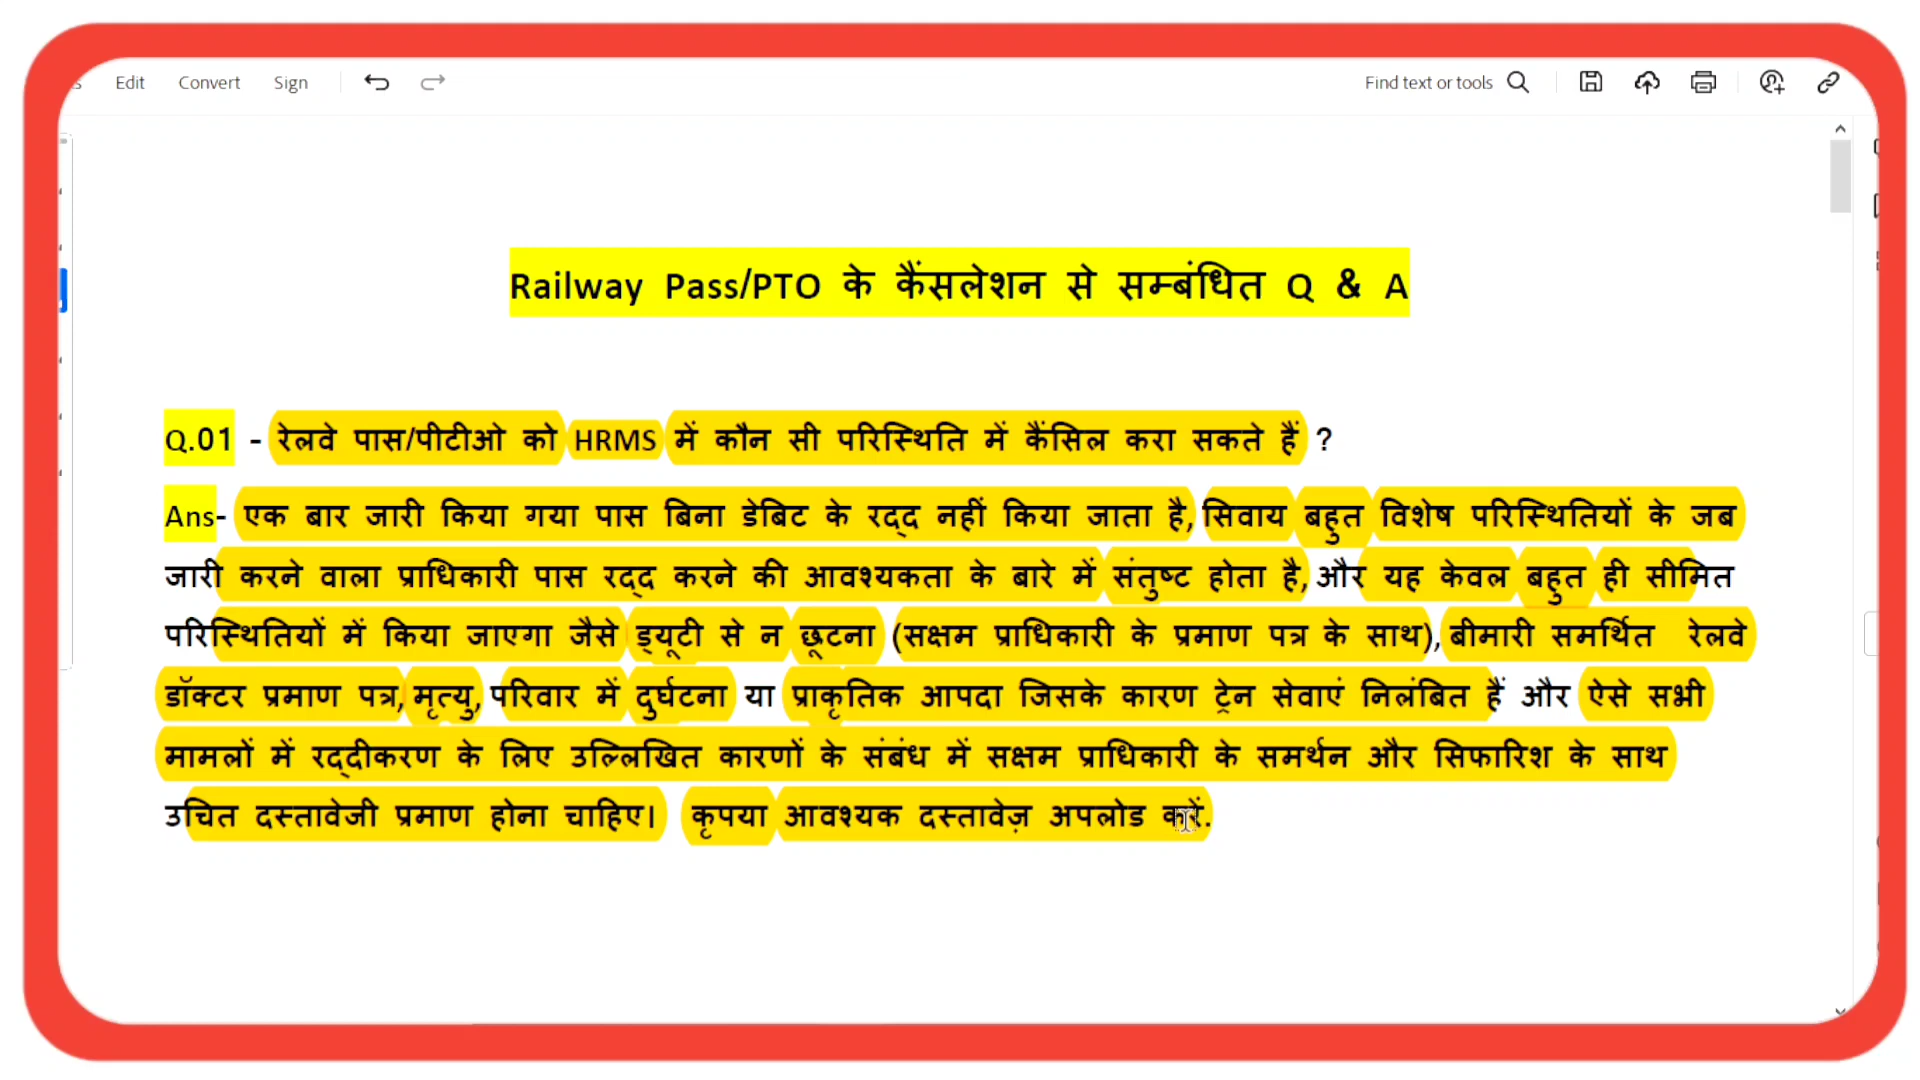 Edit Convert Sign Find text or tools
Railway Pass/PTO के कैंसलेशन से सम्बंधित Q & A
Q.01 - रेलवे पास/पीटीओ को HRMS में कौन सी परिस्थिति में कैंसिल करा सकते हैं ?
Ans- एक बार जारी किया गया पास बिना डेबिट के रद्द नहीं किया जाता है, सिवाय बहुत विशेष परिस्थितियों के जब
जारी करने वाला प्राधिकारी पास रद्द करने की आवश्यकता के बारे में संतुष्ट होता है, और यह केवल बहुत ही सीमित
परिस्थितियों में किया जाएगा जैसे ड्यूटी से न छूटना (सक्षम प्राधिकारी के प्रमाण पत्र के साथ), बीमारी समर्थित रेलवे
डॉक्टर प्रमाण पत्र, मृत्यु, परिवार में दुर्घटना या प्राकृतिक आपदा जिसके कारण ट्रेन सेवाएं निलंबित हैं और ऐसे सभी
मामलों में रद्दीकरण के लिए उल्लिखित कारणों के संबंध में सक्षम प्राधिकारी के समर्थन और सिफारिश के साथ
उचित दस्तावेजी प्रमाण होना चाहिए। कृपया आवश्यक दस्तावेज़ अपलोड करें.